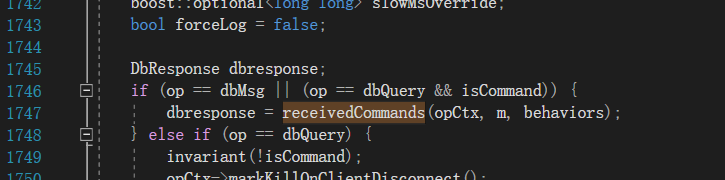 1742 boost::optional<long long> slowMsOverride;
1743 bool forceLog = false;
1744
1745 DbResponse dbresponse;
1746 if (op == dbMsg || (op == dbQuery && isCommand)) {
1747 dbresponse = receivedCommands(opCtx, m, behaviors);
1748 } else if (op == dbQuery) {
1749 invariant(!isCommand);
1750 opCtx->markKillOnClientDisconnect();